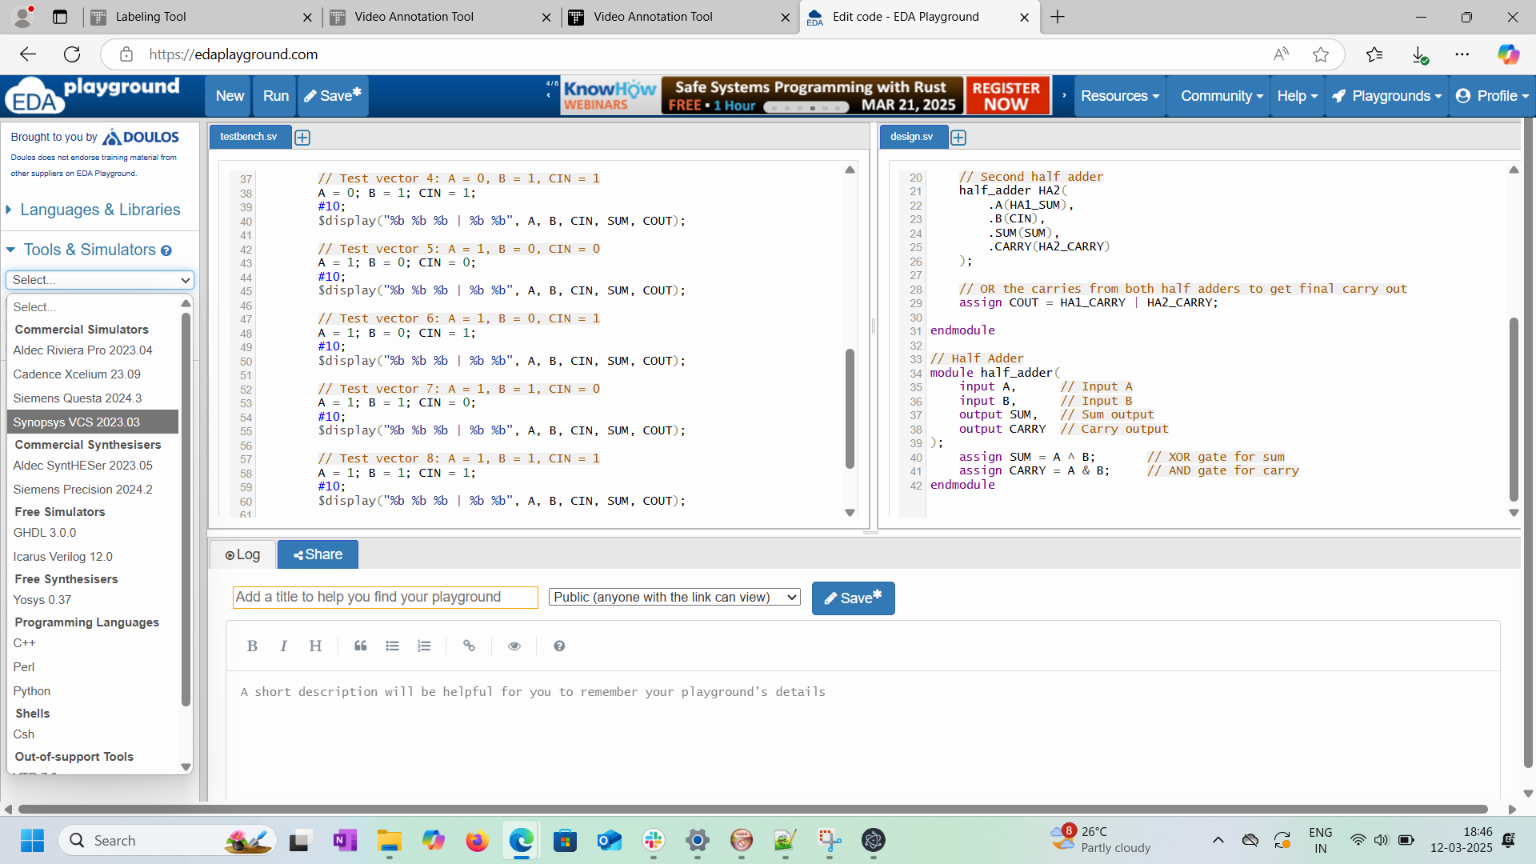 Labeling Tool
Video Annotation Tool
Video Annotation Tool
Edit code - EDA Playground
https://edaplayground.com
EDA playground
New
Run
Save*
4/6
KnowHow
WEBINARS
Safe Systems Programming with Rust
FREE • 1 Hour
MAR 21, 2025
REGISTER
NOW
Resources
Community
Help
Playgrounds
Profile
Brought to you by DOULOS
Doulos does not endorse training material from
other suppliers on EDA Playground.
Languages & Libraries
Tools & Simulators
Select...
Select...
Commercial Simulators
Aldec Riviera Pro 2023.04
Cadence Xcelium 23.09
Siemens Questa 2024.3
Synopsys VCS 2023.03
Commercial Synthesisers
Aldec SyntHESer 2023.05
Siemens Precision 2024.2
Free Simulators
GHDL 3.0.0
Icarus Verilog 12.0
Free Synthesisers
Yosys 0.37
Programming Languages
C++
Perl
Python
Shells
Csh
Out-of-support Tools
testbench.sv
37 // Test vector 4: A = 0, B = 1, CIN = 1
38 A = 0; B = 1; CIN = 1;
39 #10;
40 $display("%b %b %b | %b %b", A, B, CIN, SUM, COUT);
41
42 // Test vector 5: A = 1, B = 0, CIN = 0
43 A = 1; B = 0; CIN = 0;
44 #10;
45 $display("%b %b %b | %b %b", A, B, CIN, SUM, COUT);
46
47 // Test vector 6: A = 1, B = 0, CIN = 1
48 A = 1; B = 0; CIN = 1;
49 #10;
50 $display("%b %b %b | %b %b", A, B, CIN, SUM, COUT);
51
52 // Test vector 7: A = 1, B = 1, CIN = 0
53 A = 1; B = 1; CIN = 0;
54 #10;
55 $display("%b %b %b | %b %b", A, B, CIN, SUM, COUT);
56
57 // Test vector 8: A = 1, B = 1, CIN = 1
58 A = 1; B = 1; CIN = 1;
59 #10;
60 $display("%b %b %b | %b %b", A, B, CIN, SUM, COUT);
61
design.sv
20 // Second half adder
21 half_adder HA2(
22 .A(HA1_SUM),
23 .B(CIN),
24 .SUM(SUM),
25 .CARRY(HA2_CARRY)
26 );
27
28 // OR the carries from both half adders to get final carry out
29 assign COUT = HA1_CARRY | HA2_CARRY;
30
31 endmodule
32
33 // Half Adder
34 module half_adder(
35 input A, // Input A
36 input B, // Input B
37 output SUM, // Sum output
38 output CARRY // Carry output
39 );
40 assign SUM = A ^ B; // XOR gate for sum
41 assign CARRY = A & B; // AND gate for carry
42 endmodule
Log
Share
Add a title to help you find your playground
Public (anyone with the link can view)
Save*
B I H
A short description will be helpful for you to remember your playground's details
Search
8
26°C
Partly cloudy
ENG
IN
18:46
12-03-2025